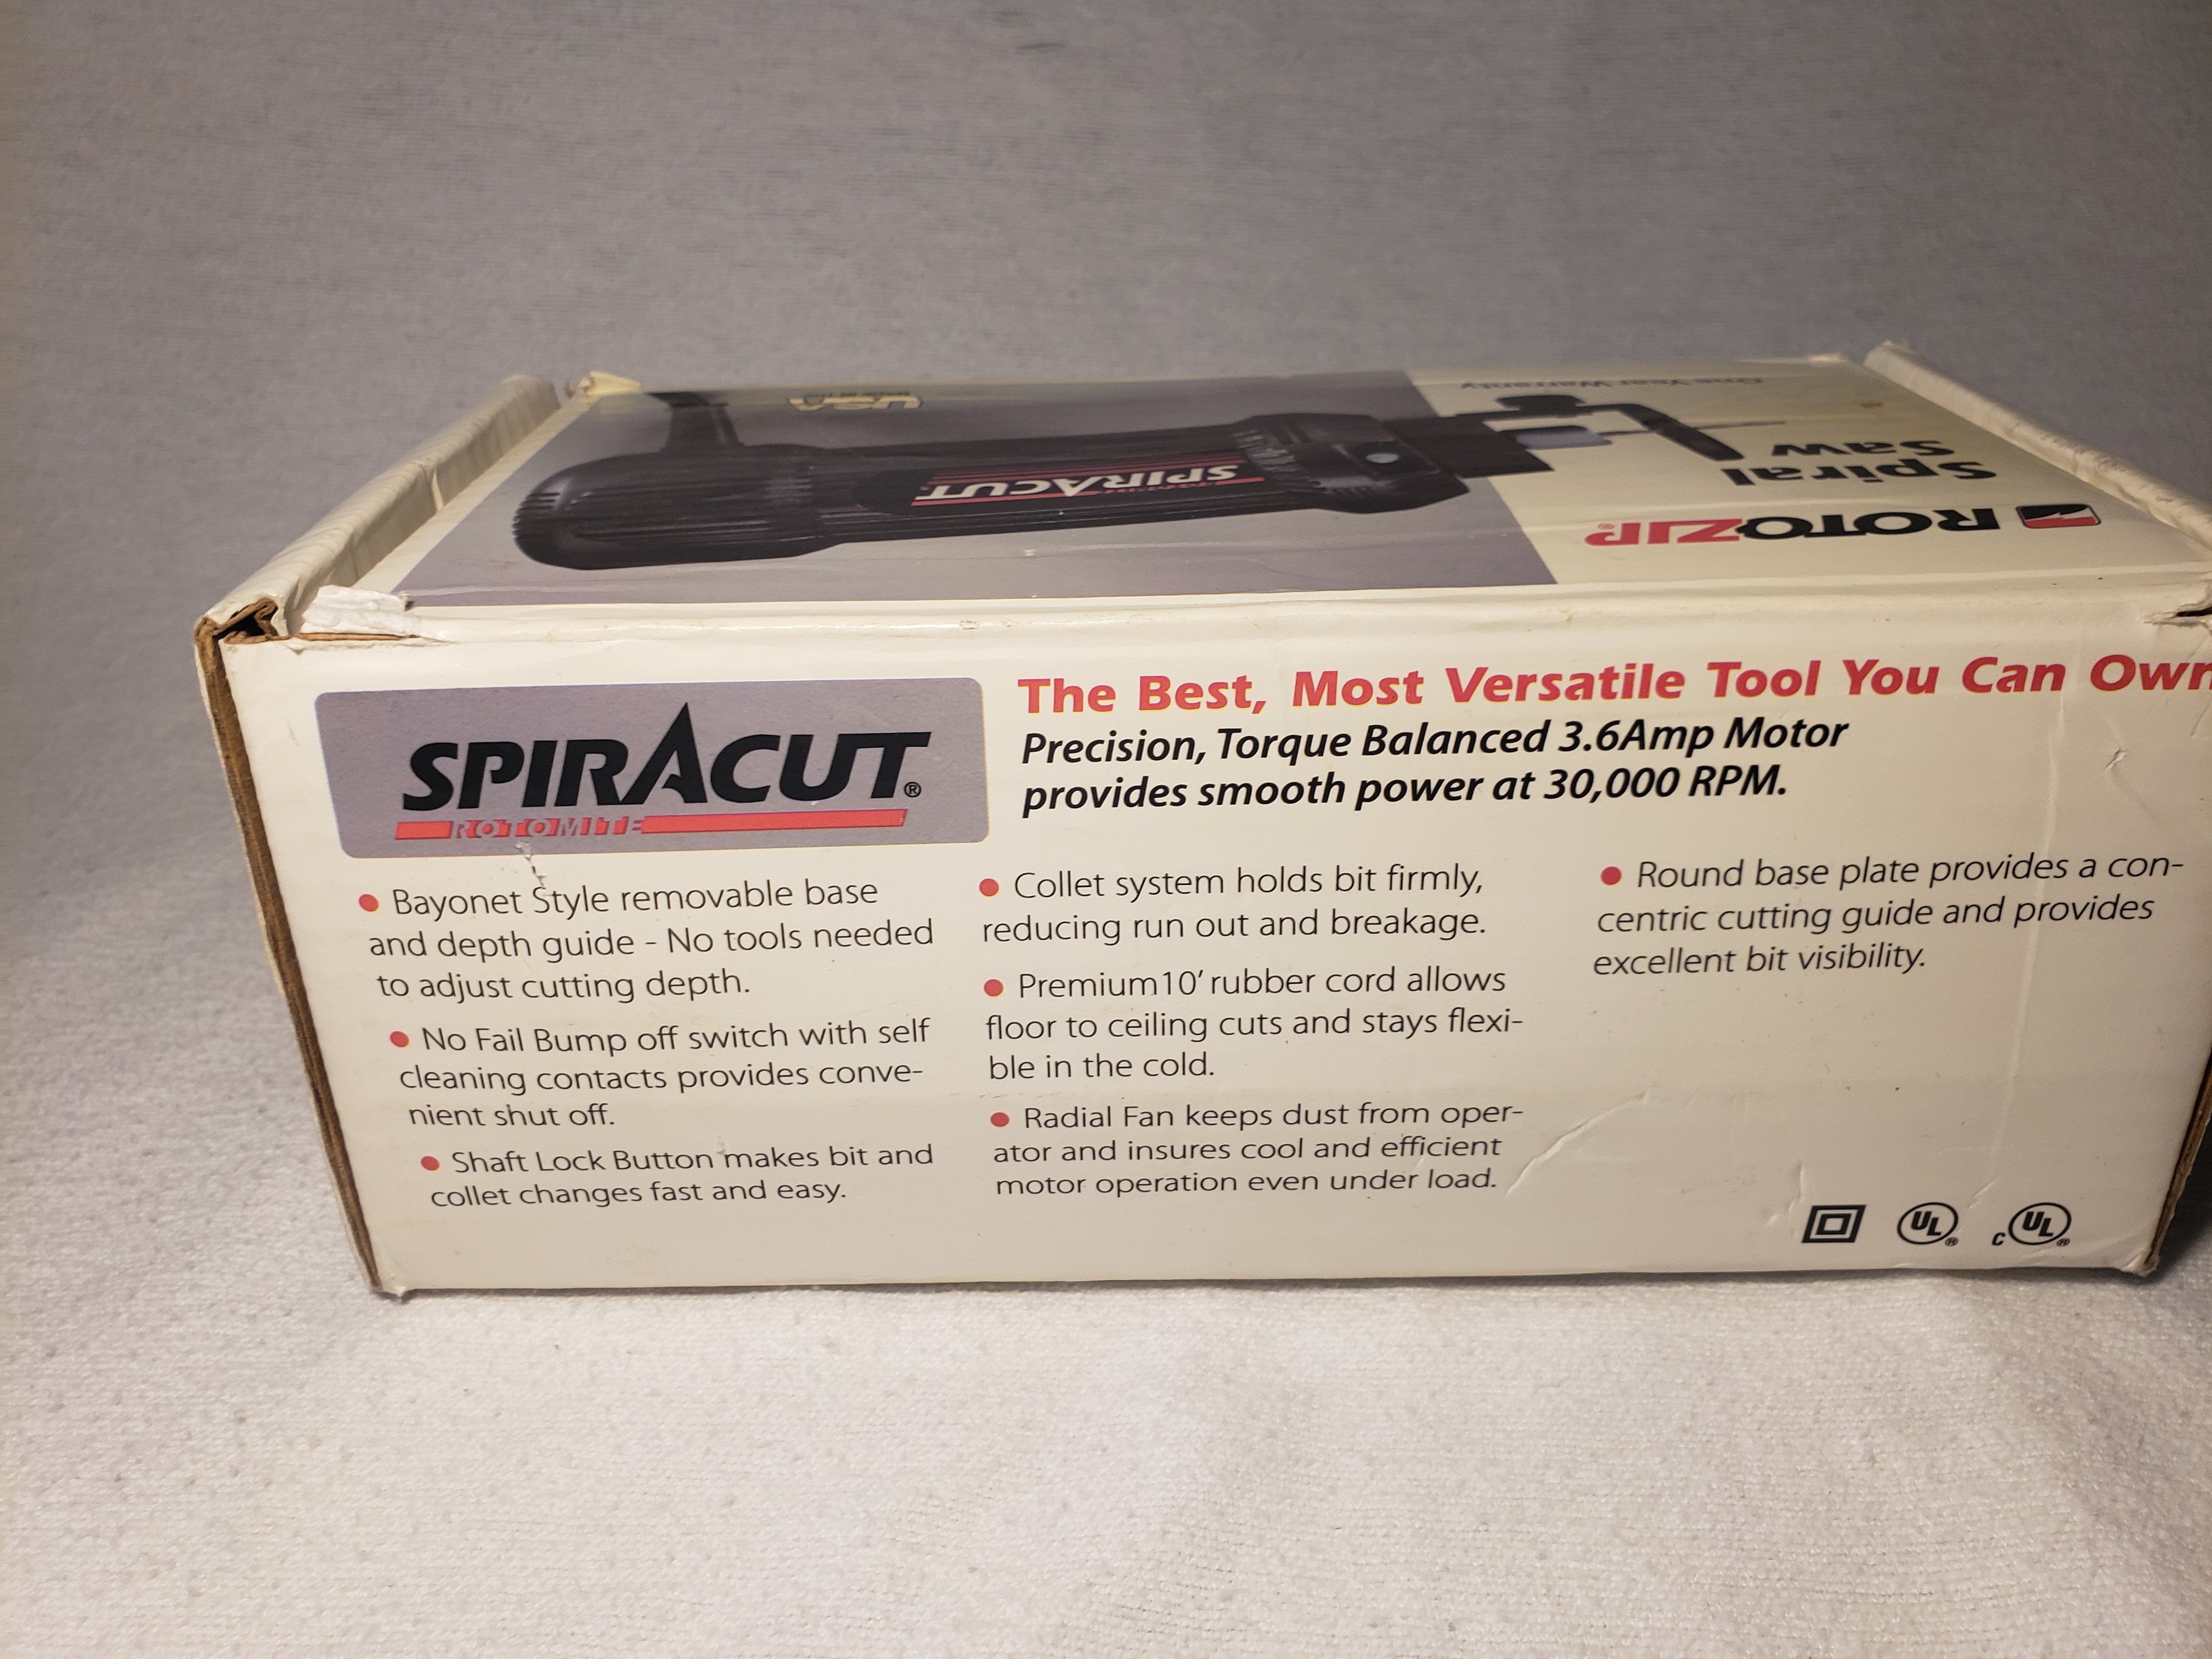 One Year Warranty
MADE IN THE
USA
SPIRACUT
Spiral
Saw
ROTOZIP®
SPIRACUT®
ROTOMITE
The Best, Most Versatile Tool You Can Own
Precision, Torque Balanced 3.6Amp Motor
provides smooth power at 30,000 RPM.
● Bayonet Style removable base
and depth guide - No tools needed
to adjust cutting depth.
● No Fail Bump off switch with self
cleaning contacts provides conve-
nient shut off.
● Shaft Lock Button makes bit and
collet changes fast and easy.
● Collet system holds bit firmly,
reducing run out and breakage.
● Premium10' rubber cord allows
floor to ceiling cuts and stays flexi-
ble in the cold.
● Radial Fan keeps dust from oper-
ator and insures cool and efficient
motor operation even under load.
● Round base plate provides a con-
centric cutting guide and provides
excellent bit visibility.
UL® c UL®